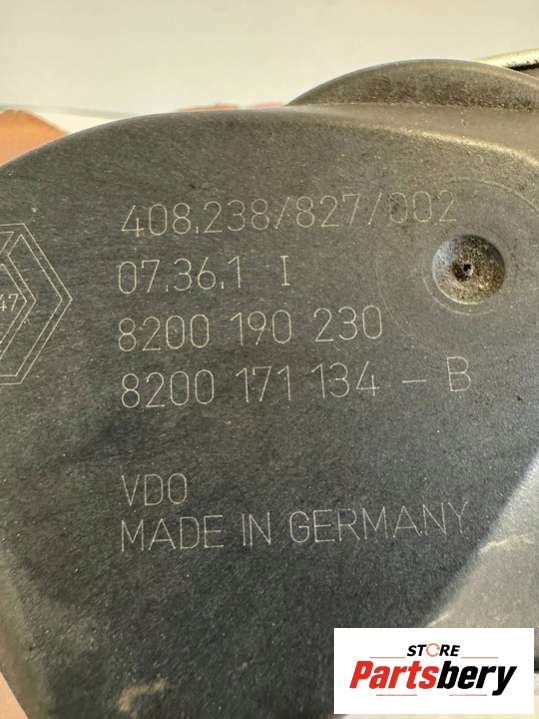 408.238/827/002
07.36.1 I
47
8200 190 230
8200 171 134 - B
VDO
MADE IN GERMANY
STORE
Partsbery